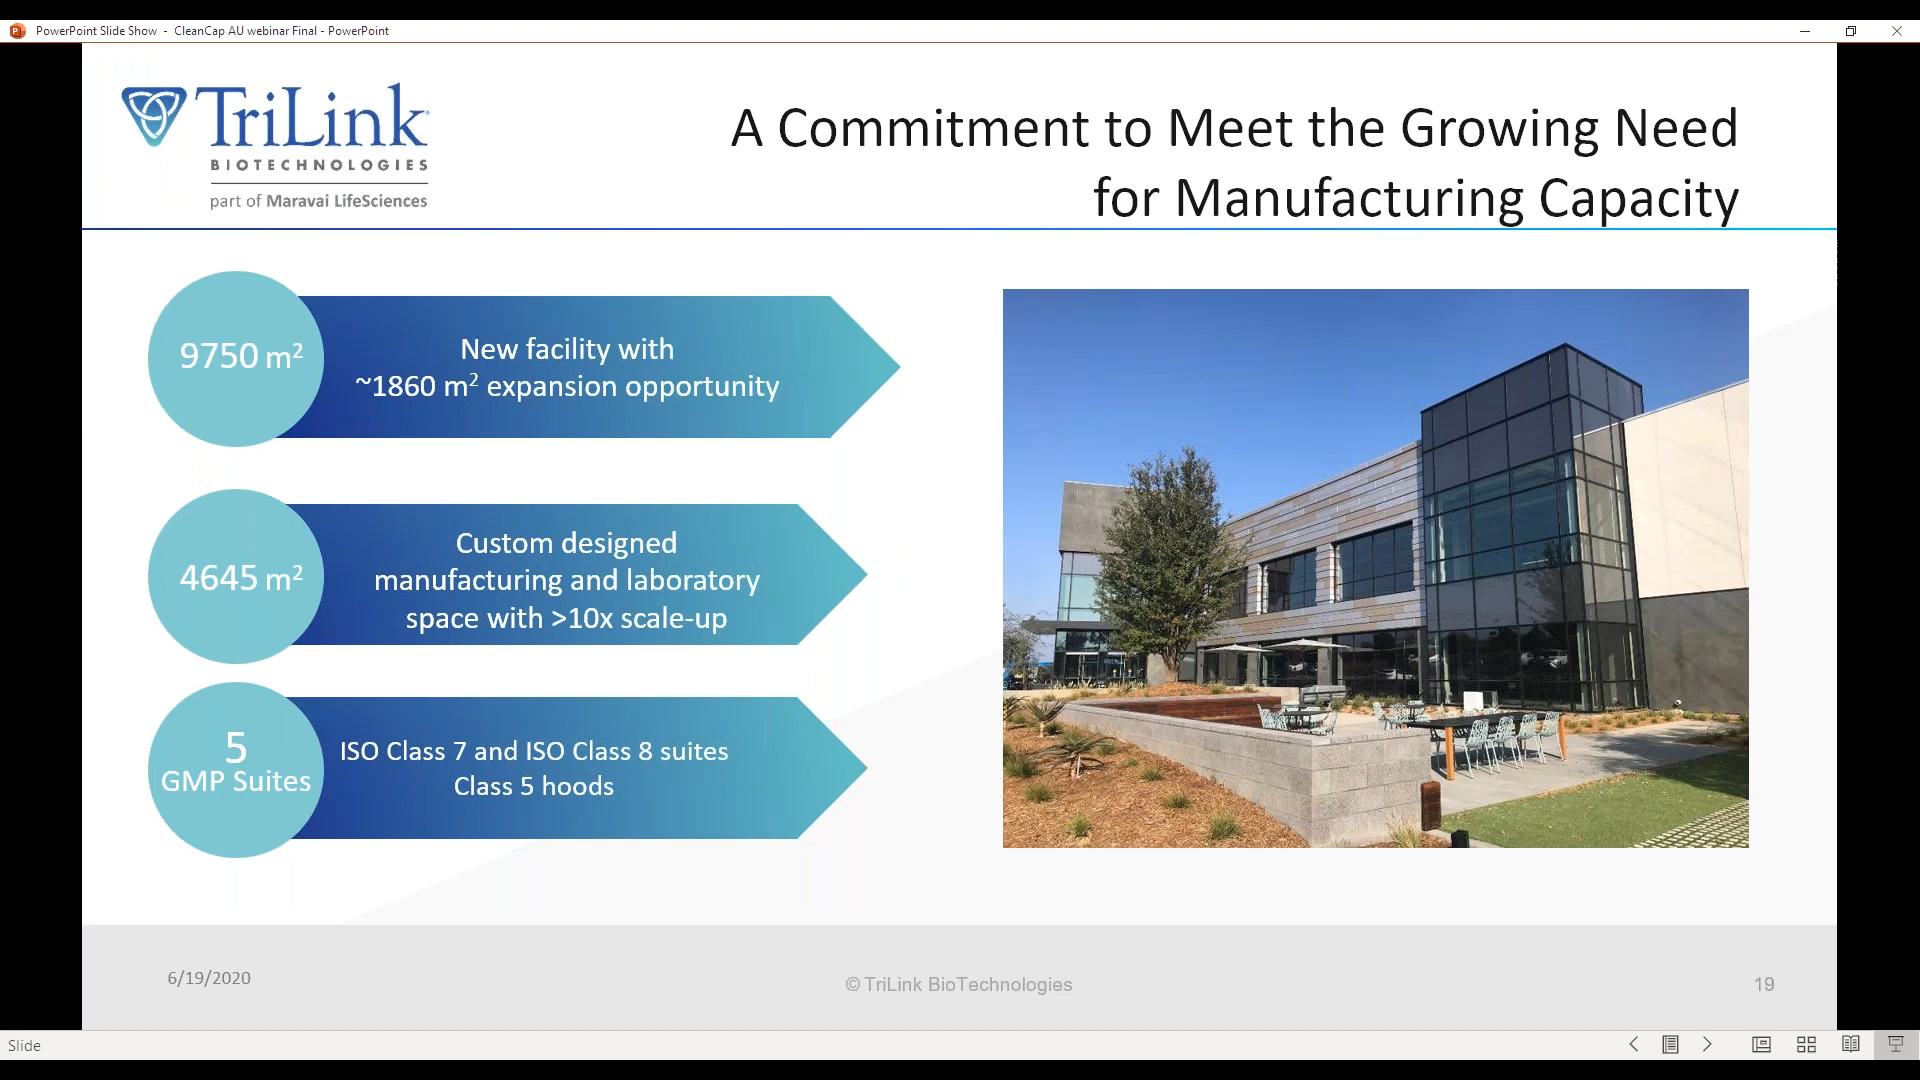 PowerPoint Slide Show - CleanCap AU webinar Final - PowerPoint
TriLink
BIOTECHNOLOGIES
part of Maravai LifeSciences
A Commitment to Meet the Growing Need
for Manufacturing Capacity
9750 m²
New facility with
~1860 m² expansion opportunity
4645 m²
Custom designed
manufacturing and laboratory
space with >10x scale-up
5
GMP Suites
ISO Class 7 and ISO Class 8 suites
Class 5 hoods
6/19/2020
© TriLink BioTechnologies
19
Slide